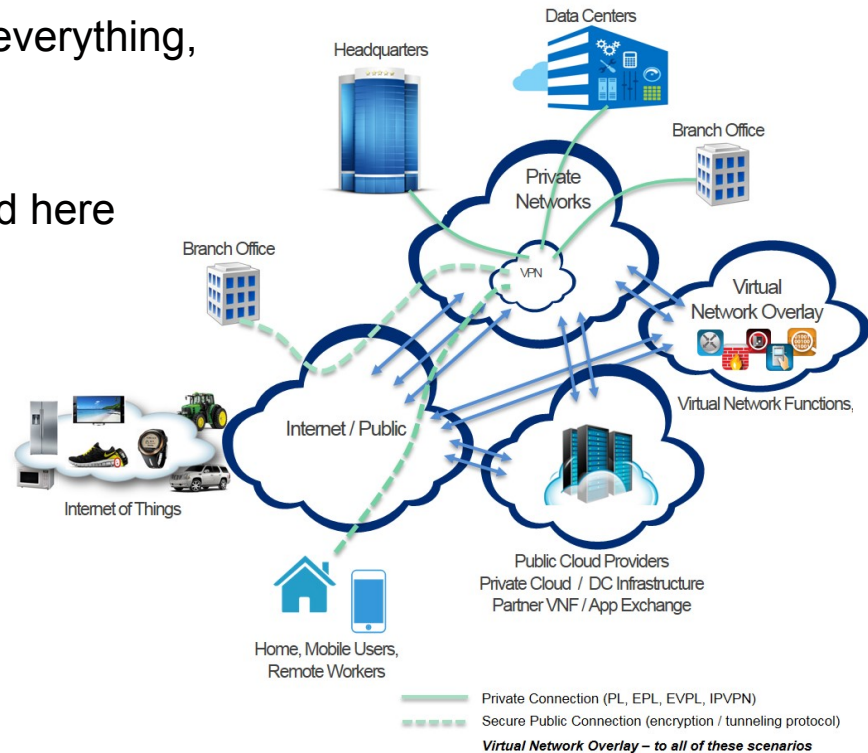 everything,
d here
Data Centers
Headquarters
Branch Office
Private
Networks
VPN
Branch Office
Virtual
Network Overlay
Virtual Network Functions,
Internet / Public
Internet of Things
Public Cloud Providers
Private Cloud / DC Infrastructure
Partner VNF / App Exchange
Home, Mobile Users,
Remote Workers
Private Connection (PL, EPL, EVPL, IPVPN)
Secure Public Connection (encryption / tunneling protocol)
Virtual Network Overlay – to all of these scenarios